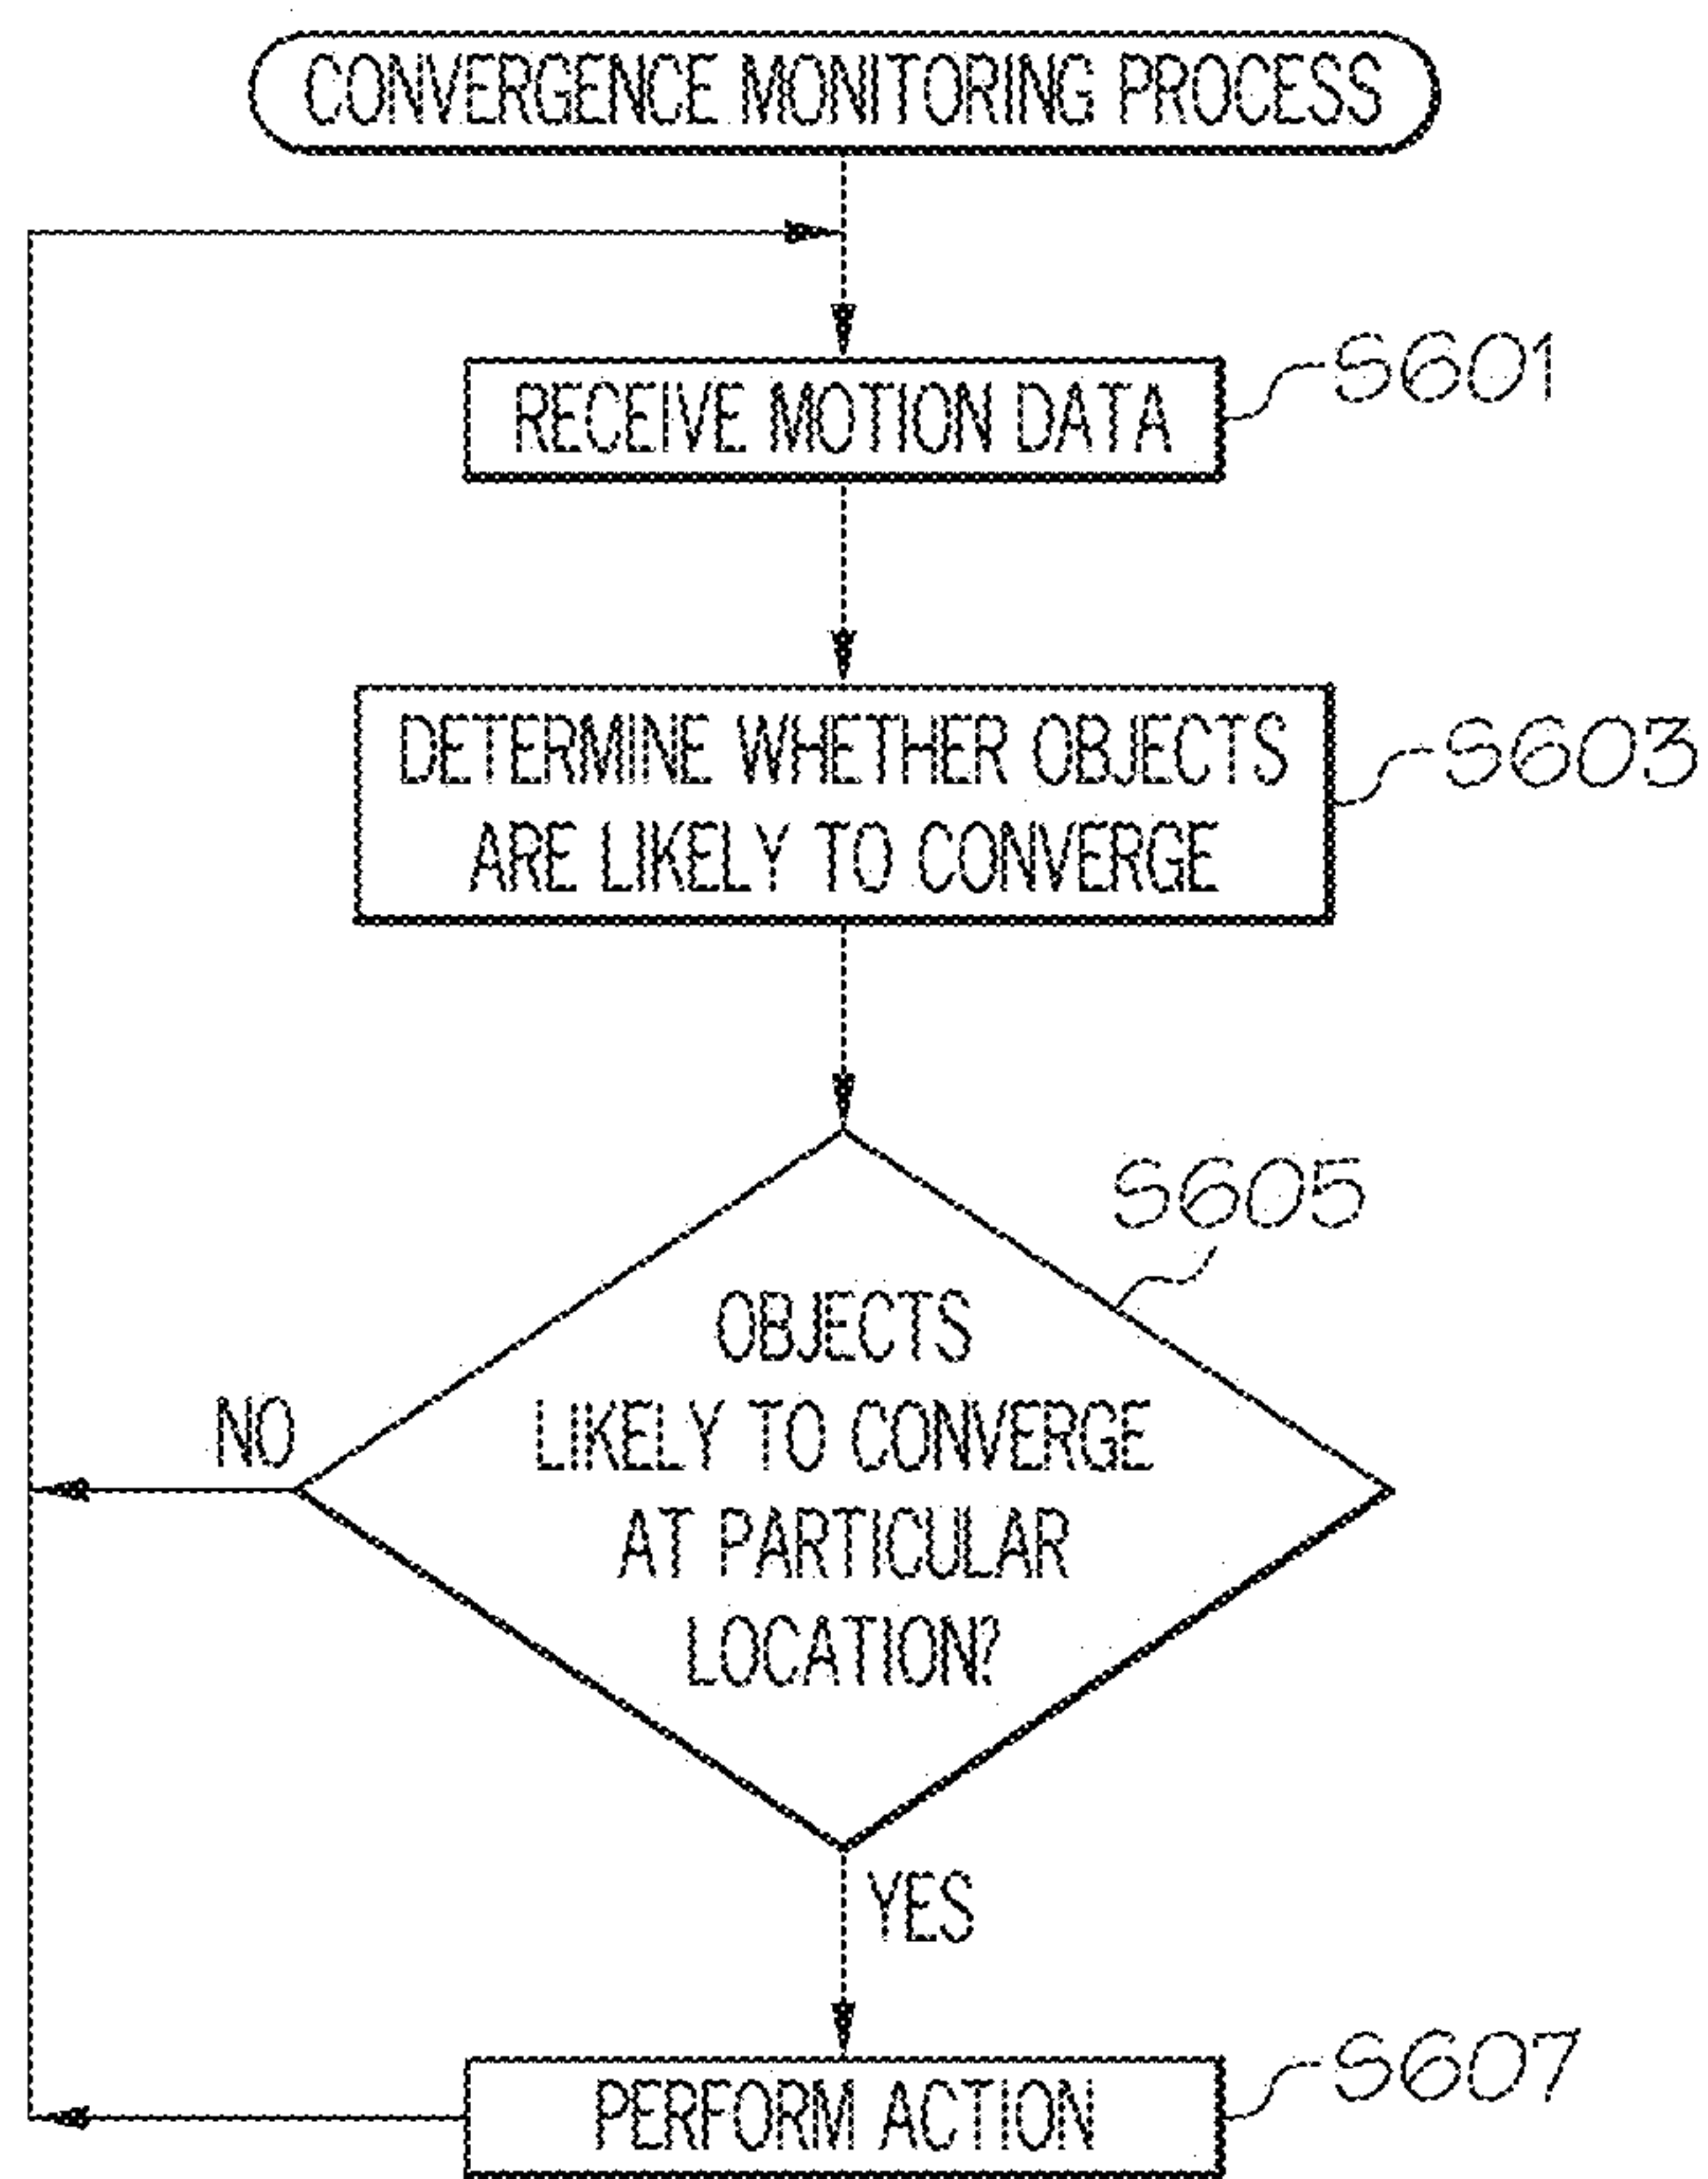 CONVERGENCE MONITORING PROCESS
RECEIVE MOTION DATA
S601
DETERMINE WHETHER OBJECTS
ARE LIKELY TO CONVERGE
S603
S605
OBJECTS
LIKELY TO CONVERGE
AT PARTICULAR
LOCATION?
NO
YES
PERFORM ACTION
S607